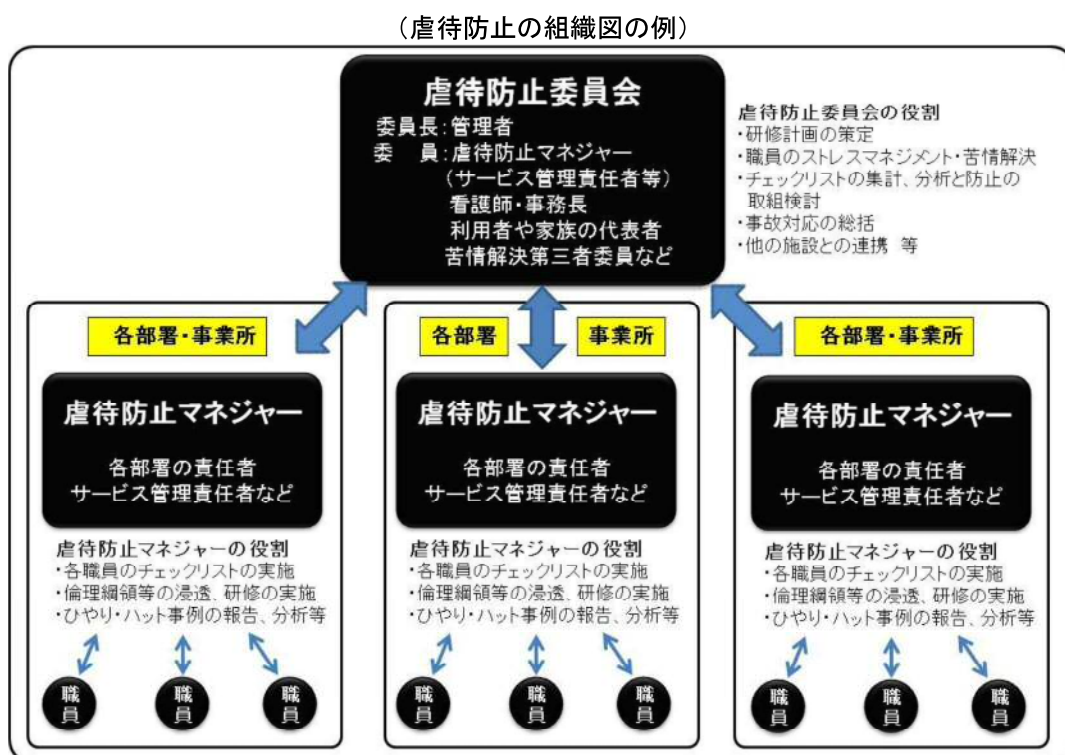 （虐待防止の組織図の例）
虐待防止委員会
委員長：管理者
委　員：虐待防止マネジャー
（サービス管理責任者等）
看護師・事務長
利用者や家族の代表者
苦情解決第三者委員など
虐待防止委員会の役割
・研修計画の策定
・職員のストレスマネジメント・苦情解決
・チェックリストの集計、分析と防止の
取組検討
・事故対応の総括
・他の施設との連携 等
各部署・事業所
虐待防止マネジャー
各部署の責任者
サービス管理責任者など
虐待防止マネジャーの役割
・各職員のチェックリストの実施
・倫理綱領等の浸透、研修の実施
・ひやり・ハット事例の報告、分析等
職員
職員
職員
各部署
事業所
虐待防止マネジャー
各部署の責任者
サービス管理責任者など
虐待防止マネジャーの役割
・各職員のチェックリストの実施
・倫理綱領等の浸透、研修の実施
・ひやり・ハット事例の報告、分析等
職員
職員
職員
各部署・事業所
虐待防止マネジャー
各部署の責任者
サービス管理責任者など
虐待防止マネジャーの役割
・各職員のチェックリストの実施
・倫理綱領等の浸透、研修の実施
・ひやり・ハット事例の報告、分析等
職員
職員
職員